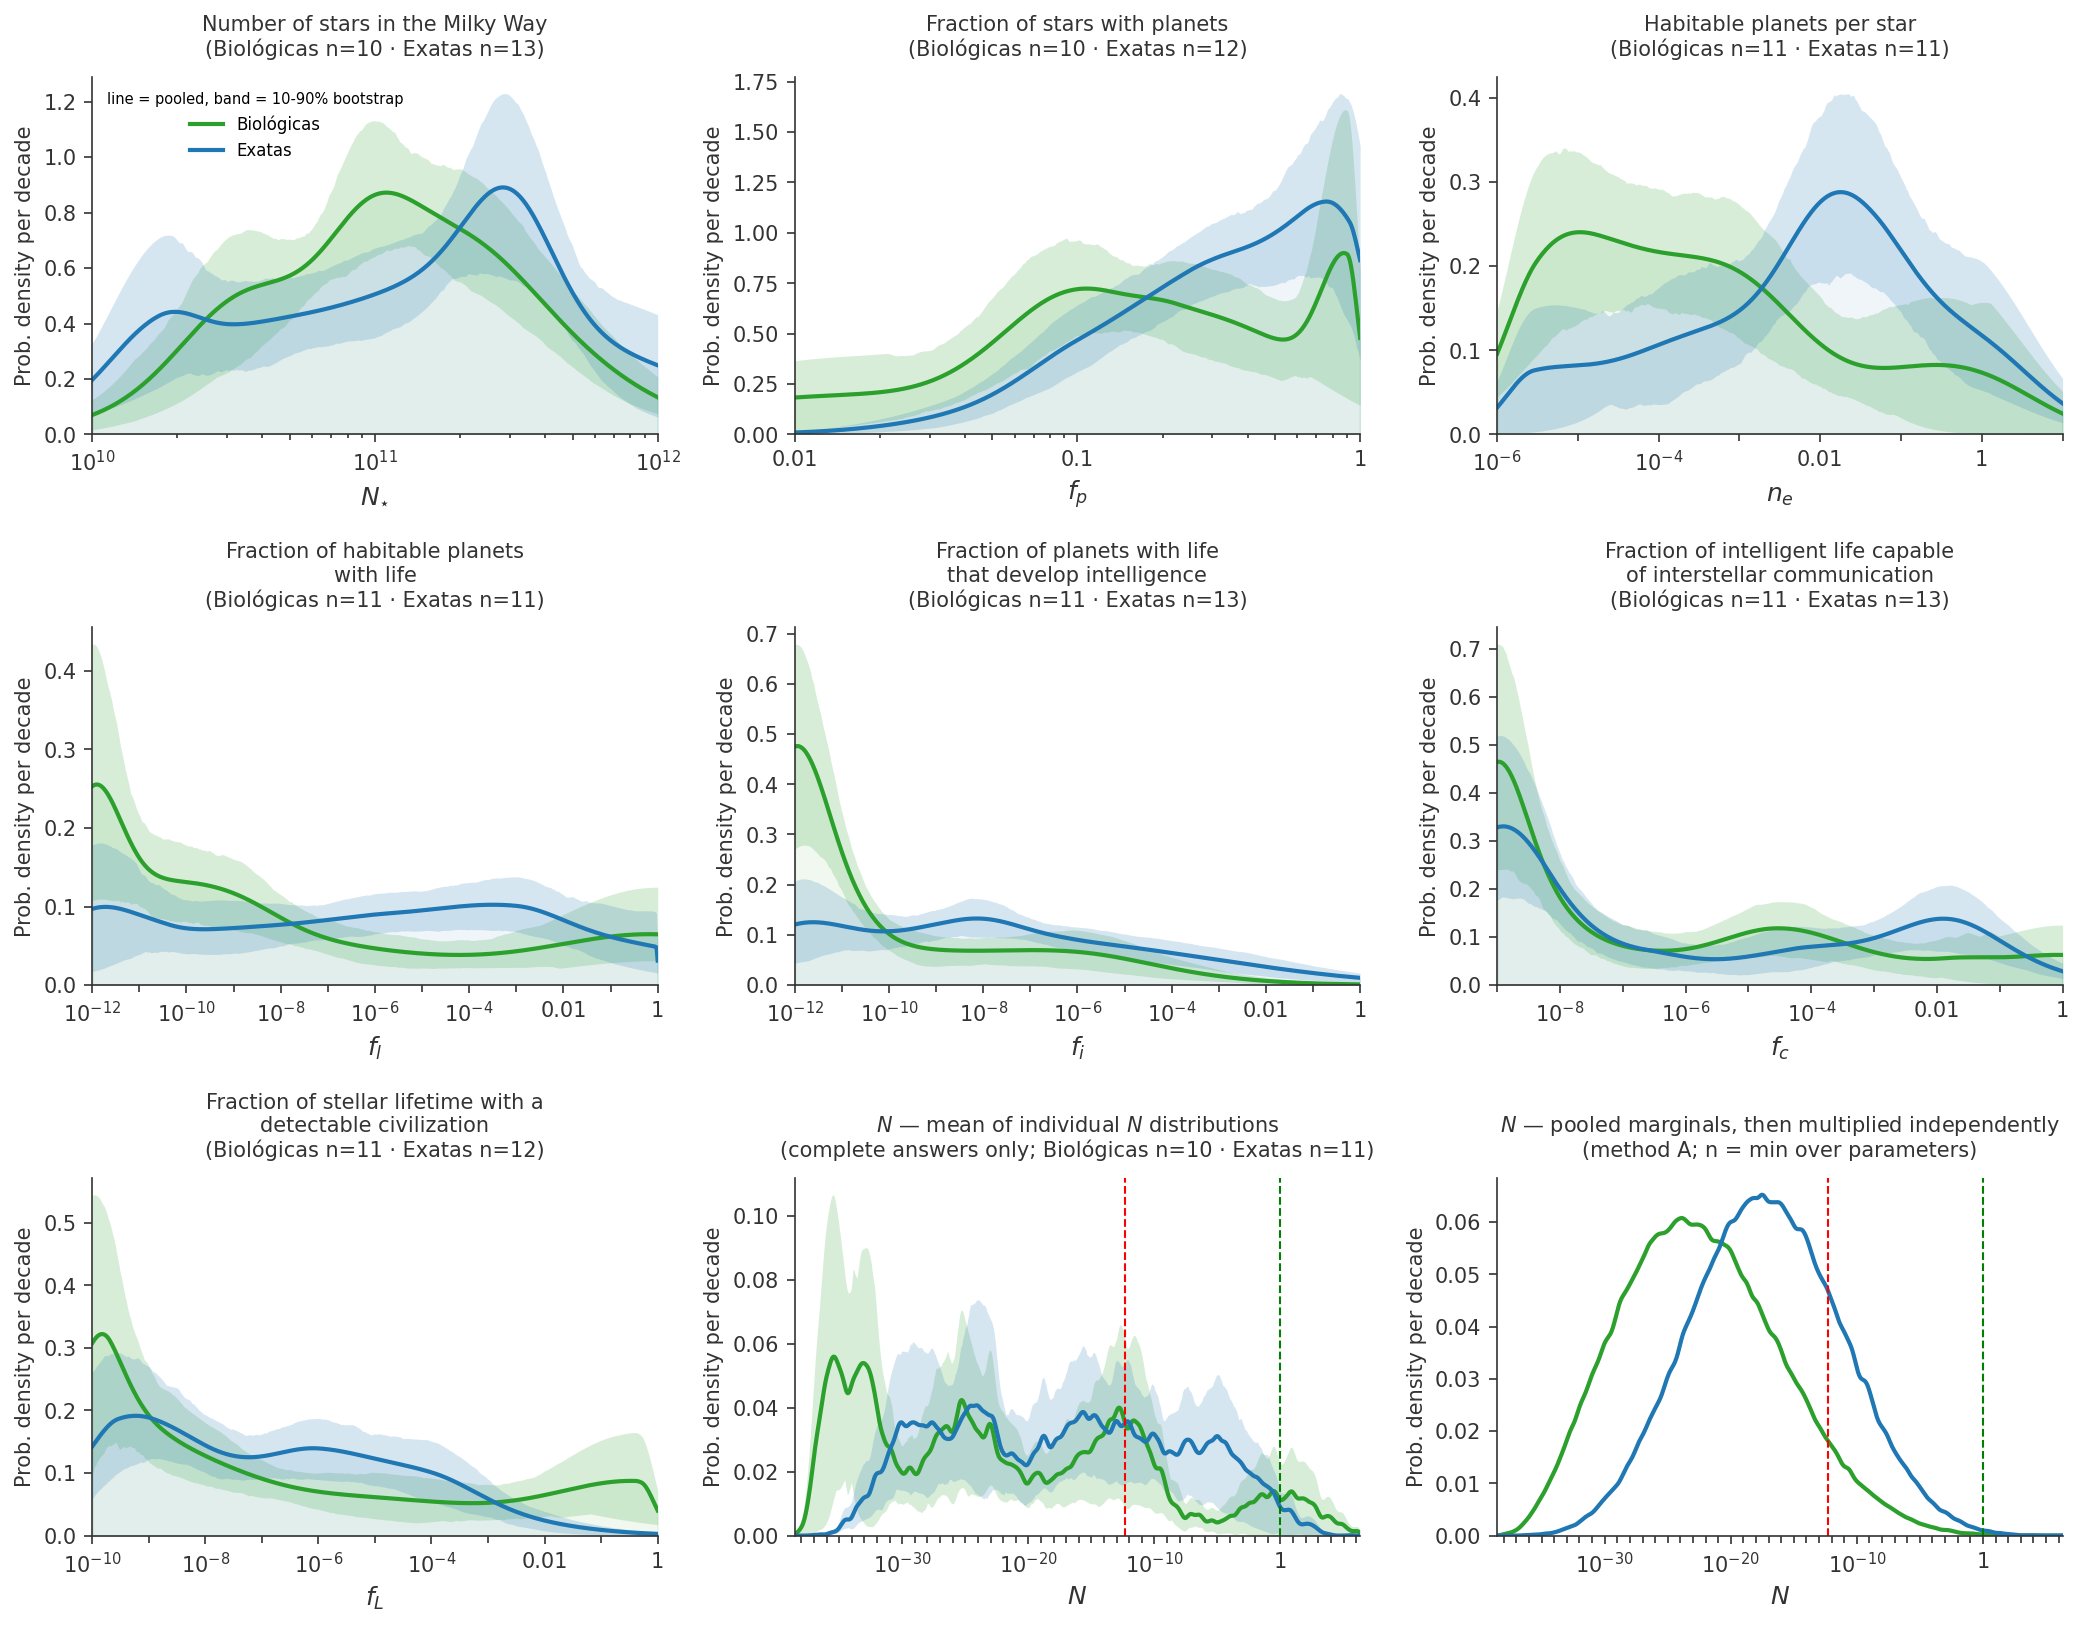 Number of stars in the Milky Way
(Biológicas n=10 · Exatas n=13)
line = pooled, band = 10-90% bootstrap
Biológicas
Exatas
Prob. density per decade
0.0
0.2
0.4
0.6
0.8
1.0
1.2
10¹⁰
10¹¹
10¹²
N⋆
Fraction of stars with planets
(Biológicas n=10 · Exatas n=12)
Prob. density per decade
0.00
0.25
0.50
0.75
1.00
1.25
1.50
1.75
0.01
0.1
1
fₚ
Habitable planets per star
(Biológicas n=11 · Exatas n=11)
Prob. density per decade
0.0
0.1
0.2
0.3
0.4
10⁻⁶
10⁻⁴
0.01
1
nₑ
Fraction of habitable planets
with life
(Biológicas n=11 · Exatas n=11)
Prob. density per decade
0.0
0.1
0.2
0.3
0.4
10⁻¹²
10⁻¹⁰
10⁻⁸
10⁻⁶
10⁻⁴
0.01
1
fₗ
Fraction of planets with life
that develop intelligence
(Biológicas n=11 · Exatas n=13)
Prob. density per decade
0.0
0.1
0.2
0.3
0.4
0.5
0.6
0.7
10⁻¹²
10⁻¹⁰
10⁻⁸
10⁻⁶
10⁻⁴
0.01
1
fᵢ
Fraction of intelligent life capable
of interstellar communication
(Biológicas n=11 · Exatas n=13)
Prob. density per decade
0.0
0.1
0.2
0.3
0.4
0.5
0.6
0.7
10⁻⁸
10⁻⁶
10⁻⁴
0.01
1
f_c
Fraction of stellar lifetime with a
detectable civilization
(Biológicas n=11 · Exatas n=12)
Prob. density per decade
0.0
0.1
0.2
0.3
0.4
0.5
10⁻¹⁰
10⁻⁸
10⁻⁶
10⁻⁴
0.01
1
f_L
N — mean of individual N distributions
(complete answers only; Biológicas n=10 · Exatas n=11)
Prob. density per decade
0.00
0.02
0.04
0.06
0.08
0.10
10⁻³⁰
10⁻²⁰
10⁻¹⁰
1
N
N — pooled marginals, then multiplied independently
(method A; n = min over parameters)
Prob. density per decade
0.00
0.01
0.02
0.03
0.04
0.05
0.06
10⁻³⁰
10⁻²⁰
10⁻¹⁰
1
N